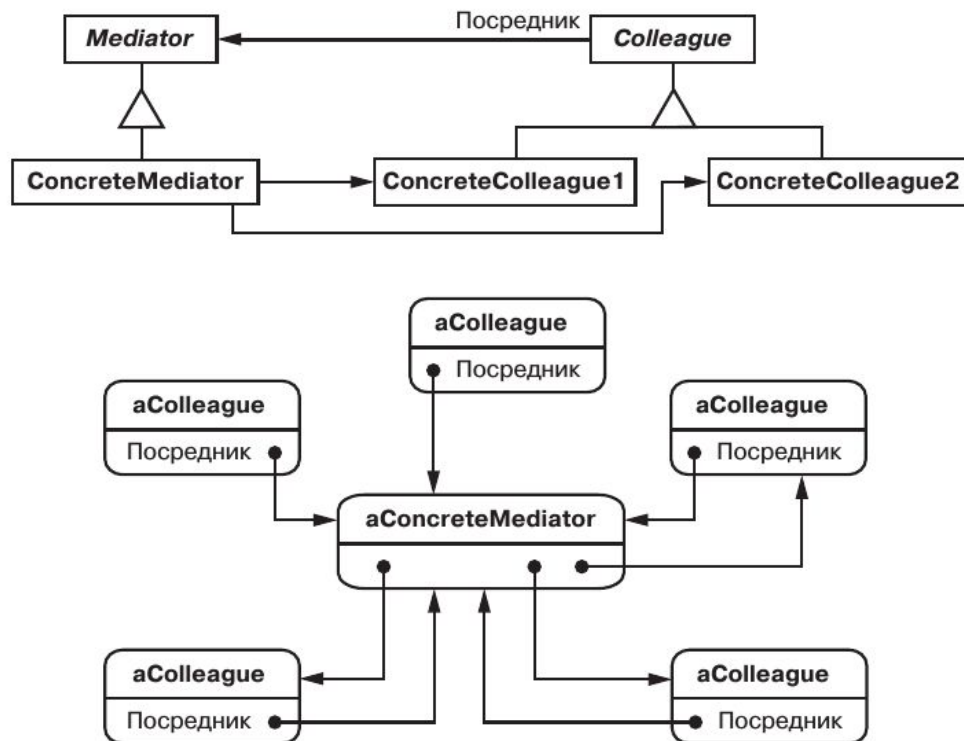 Посредник
Mediator
Colleague
ConcreteMediator
ConcreteColleague1
ConcreteColleague2
aColleague
Посредник
aColleague
Посредник
aColleague
Посредник
aConcreteMediator
aColleague
Посредник
aColleague
Посредник